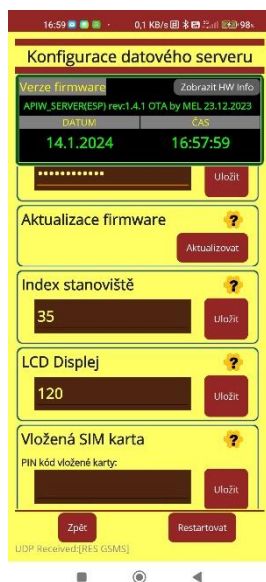 16:59
0,1 KB/s
98%
Konfigurace datového serveru
Verze firmware
Zobrazit HW Info
APIW_SERVER(ESP) rev:1.4.1 OTA by MEL 23.12.2023
DATUM ČAS
14.1.2024 16:57:59
••••••••••••
Uložit
Aktualizace firmware ?
Aktualizovat
Index stanoviště ?
35
Uložit
LCD Displej ?
120
Uložit
Vložená SIM karta ?
PIN kód vložené karty:
Uložit
Zpět
Restartovat
UDP Received:[RES GSMS]